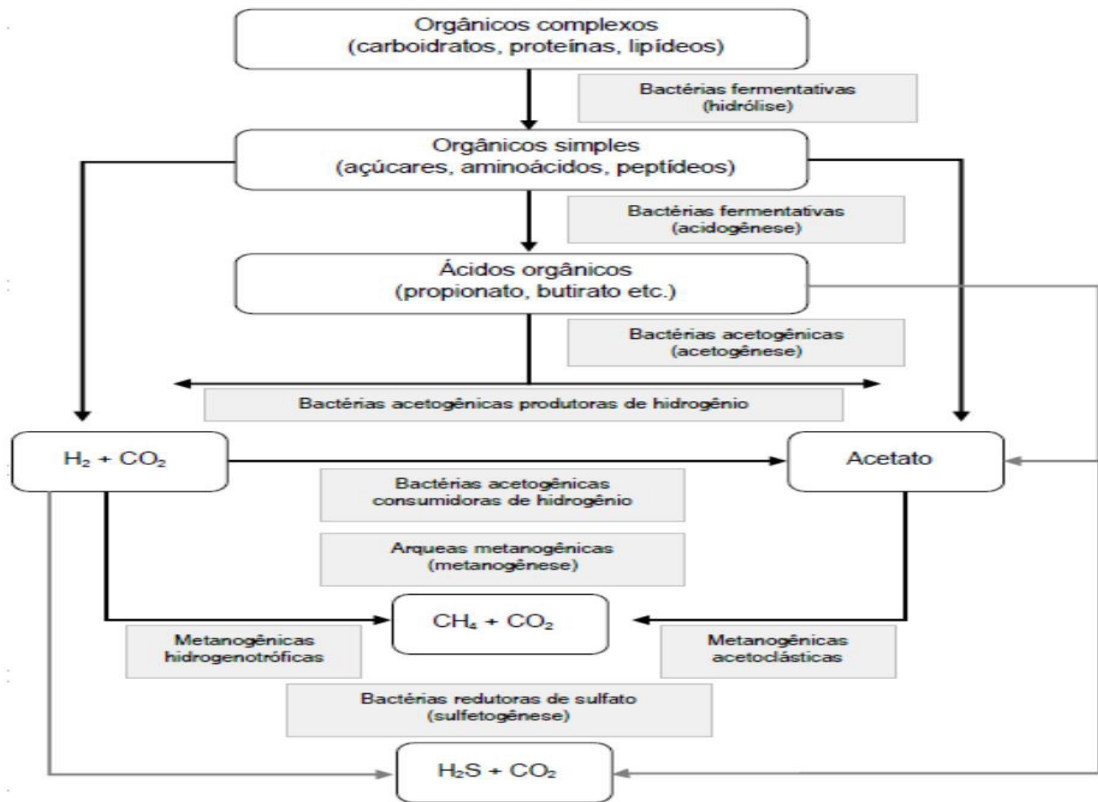 Orgânicos complexos
(carboidratos, proteínas, lipídeos)
Bactérias fermentativas
(hidrólise)
Orgânicos simples
(açúcares, aminoácidos, peptídeos)
Bactérias fermentativas
(acidogênese)
Ácidos orgânicos
(propionato, butirato etc.)
Bactérias acetogênicas
(acetogênese)
Bactérias acetogênicas produtoras de hidrogênio
H₂ + CO₂
Acetato
Bactérias acetogênicas
consumidoras de hidrogênio
Arqueas metanogênicas
(metanogênese)
CH₄ + CO₂
Metanogênicas
hidrogenotróficas
Metanogênicas
acetoclásticas
Bactérias redutoras de sulfato
(sulfetogênese)
H₂S + CO₂